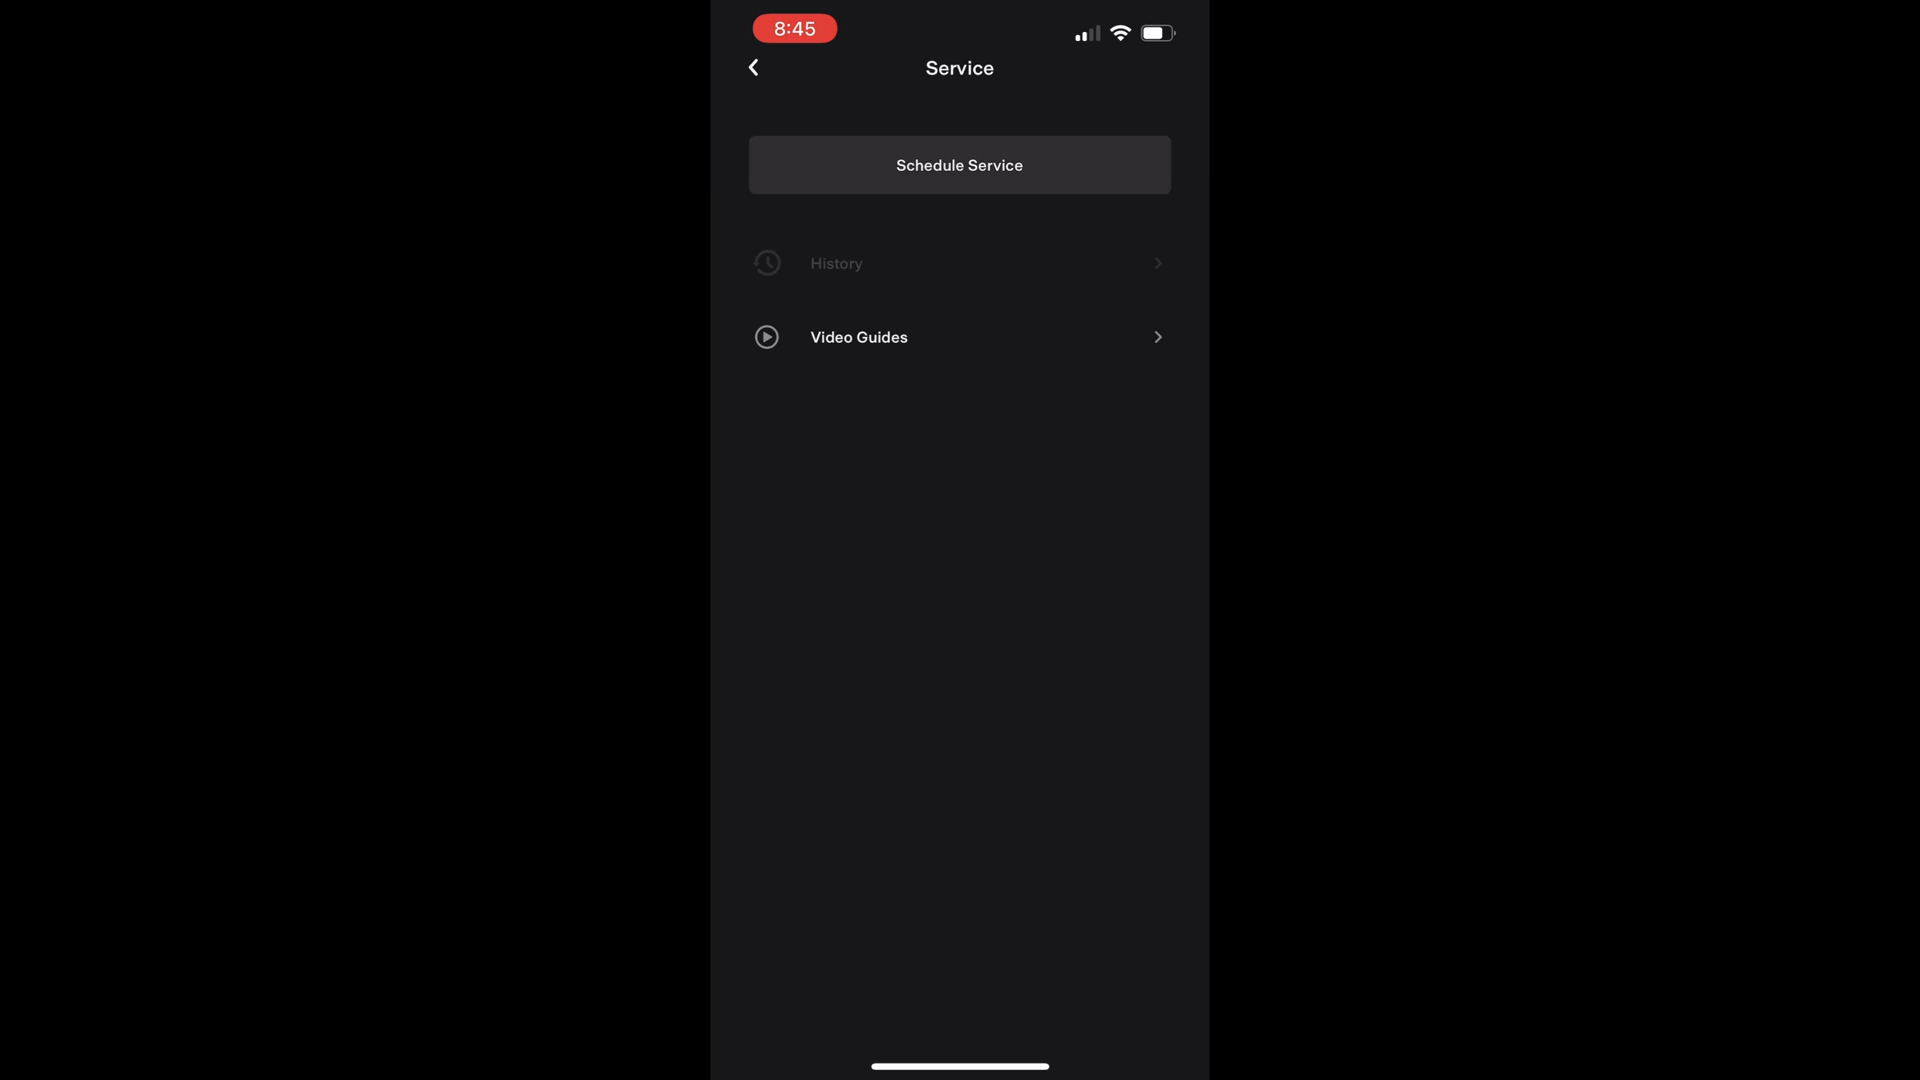 8:45
Service
Schedule Service
History
Video Guides